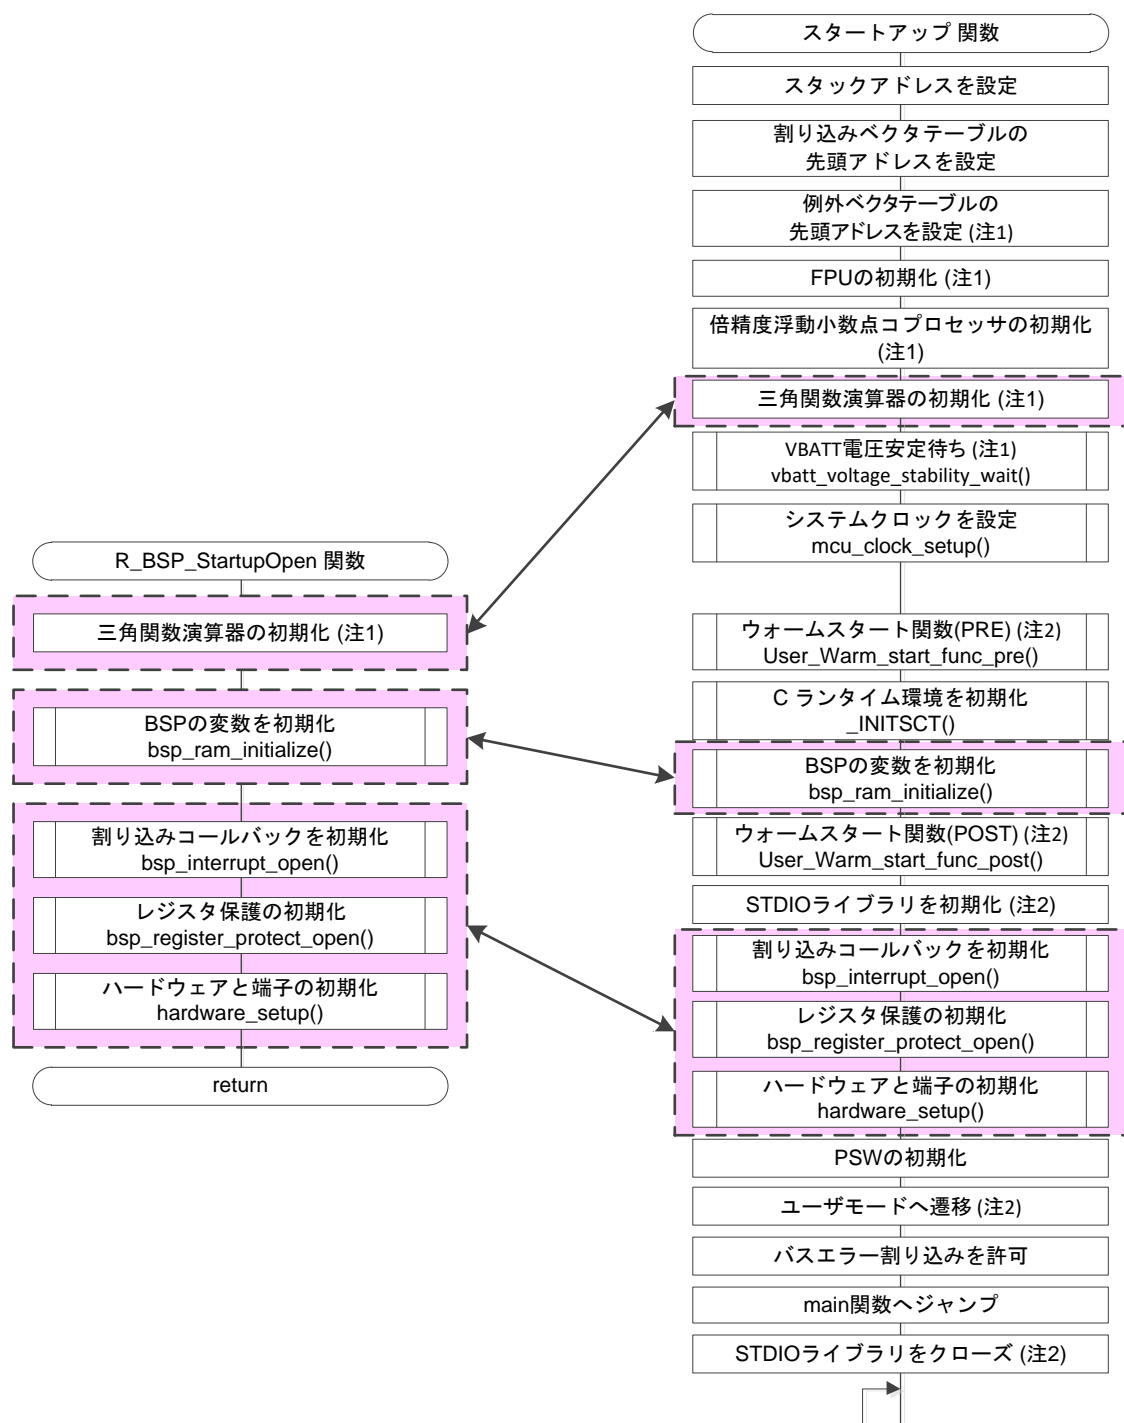 スタートアップ 関数
スタックアドレスを設定
割り込みベクタテーブルの
先頭アドレスを設定
例外ベクタテーブルの
先頭アドレスを設定 (注1)
FPUの初期化 (注1)
倍精度浮動小数点コプロセッサの初期化
(注1)
三角関数演算器の初期化 (注1)
VBATT電圧安定待ち (注1)
vbatt_voltage_stability_wait()
システムクロックを設定
mcu_clock_setup()
ウォームスタート関数(PRE) (注2)
User_Warm_start_func_pre()
C ランタイム環境を初期化
_INITSCT()
BSPの変数を初期化
bsp_ram_initialize()
ウォームスタート関数(POST) (注2)
User_Warm_start_func_post()
STDIOライブラリを初期化 (注2)
割り込みコールバックを初期化
bsp_interrupt_open()
レジスタ保護の初期化
bsp_register_protect_open()
ハードウェアと端子の初期化
hardware_setup()
PSWの初期化
ユーザモードへ遷移 (注2)
バスエラー割り込みを許可
main関数へジャンプ
STDIOライブラリをクローズ (注2)
R_BSP_StartupOpen 関数
三角関数演算器の初期化 (注1)
BSPの変数を初期化
bsp_ram_initialize()
割り込みコールバックを初期化
bsp_interrupt_open()
レジスタ保護の初期化
bsp_register_protect_open()
ハードウェアと端子の初期化
hardware_setup()
return